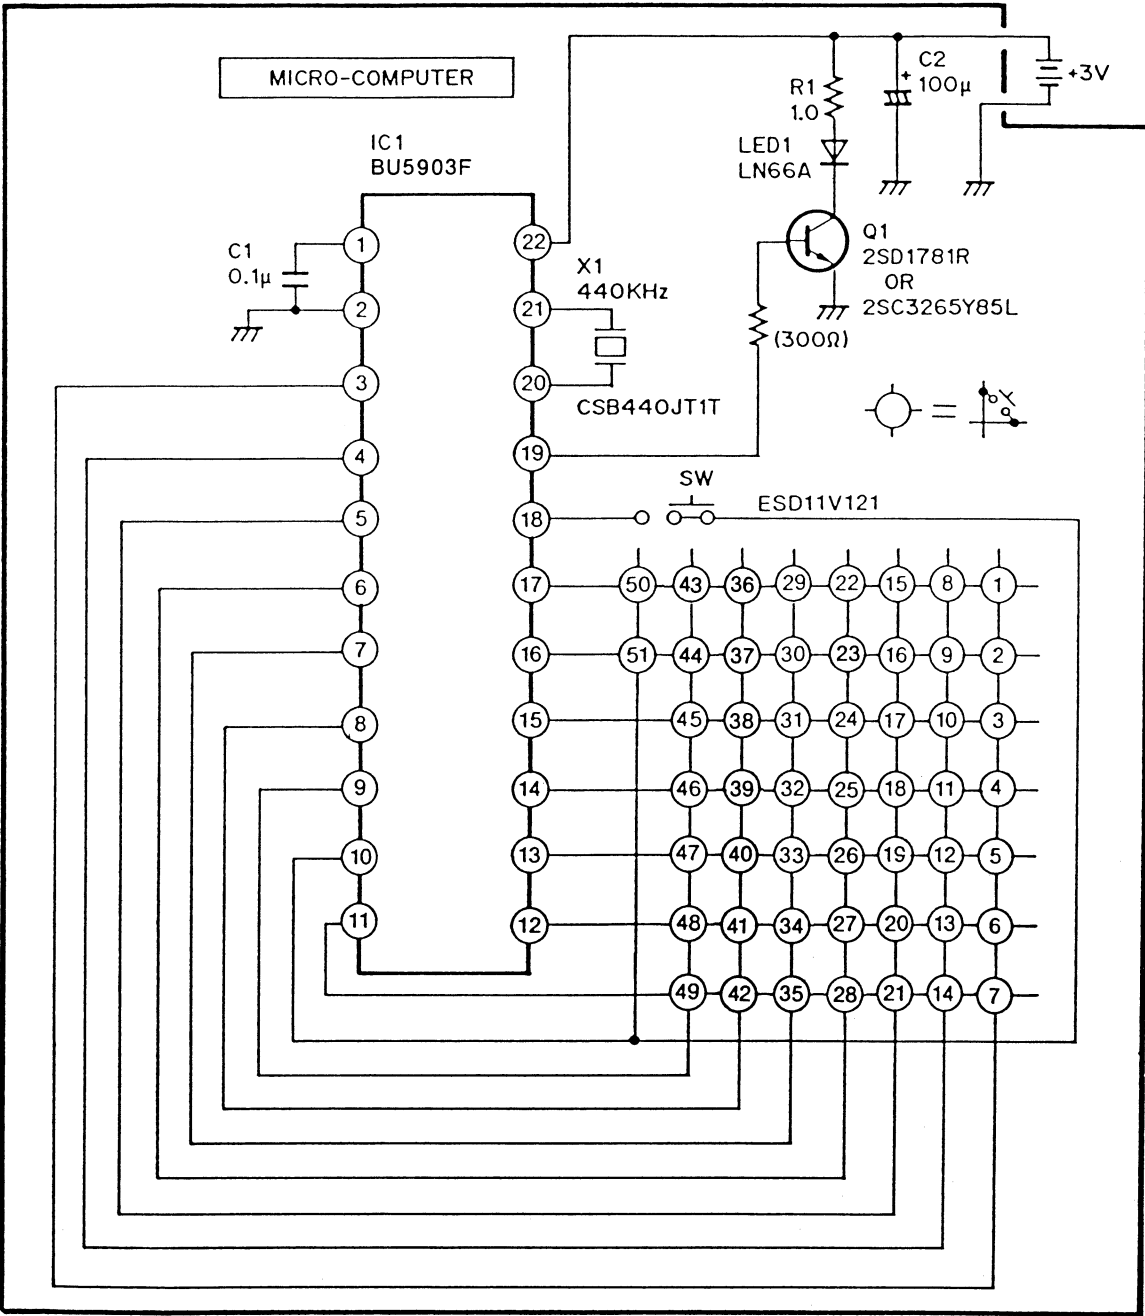 MICRO-COMPUTER
IC1
BU5903F
C1
0.1μ
X1
440KHz
CSB440JT1T
R1
1.0
C2
+
100μ
+3V
LED1
LN66A
Q1
2SD1781R
OR
2SC3265Y85L
(300Ω)
SW
ESD11V121
1 22
2 21
3 20
4 19
5 18
6 17
7 16
8 15
9 14
10 13
11 12
50 43 36 29 22 15 8 1
51 44 37 30 23 16 9 2
45 38 31 24 17 10 3
46 39 32 25 18 11 4
47 40 33 26 19 12 5
48 41 34 27 20 13 6
49 42 35 28 21 14 7